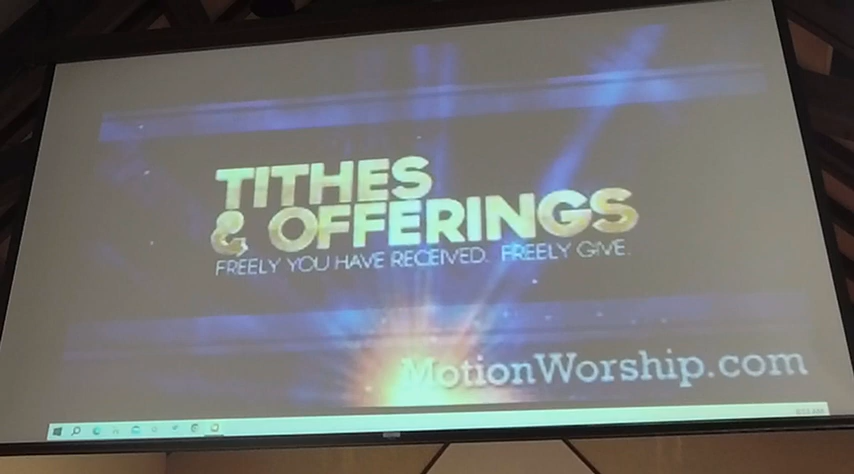 TITHES
& OFFERINGS
FREELY YOU HAVE RECEIVED. FREELY GIVE.
MotionWorship.com